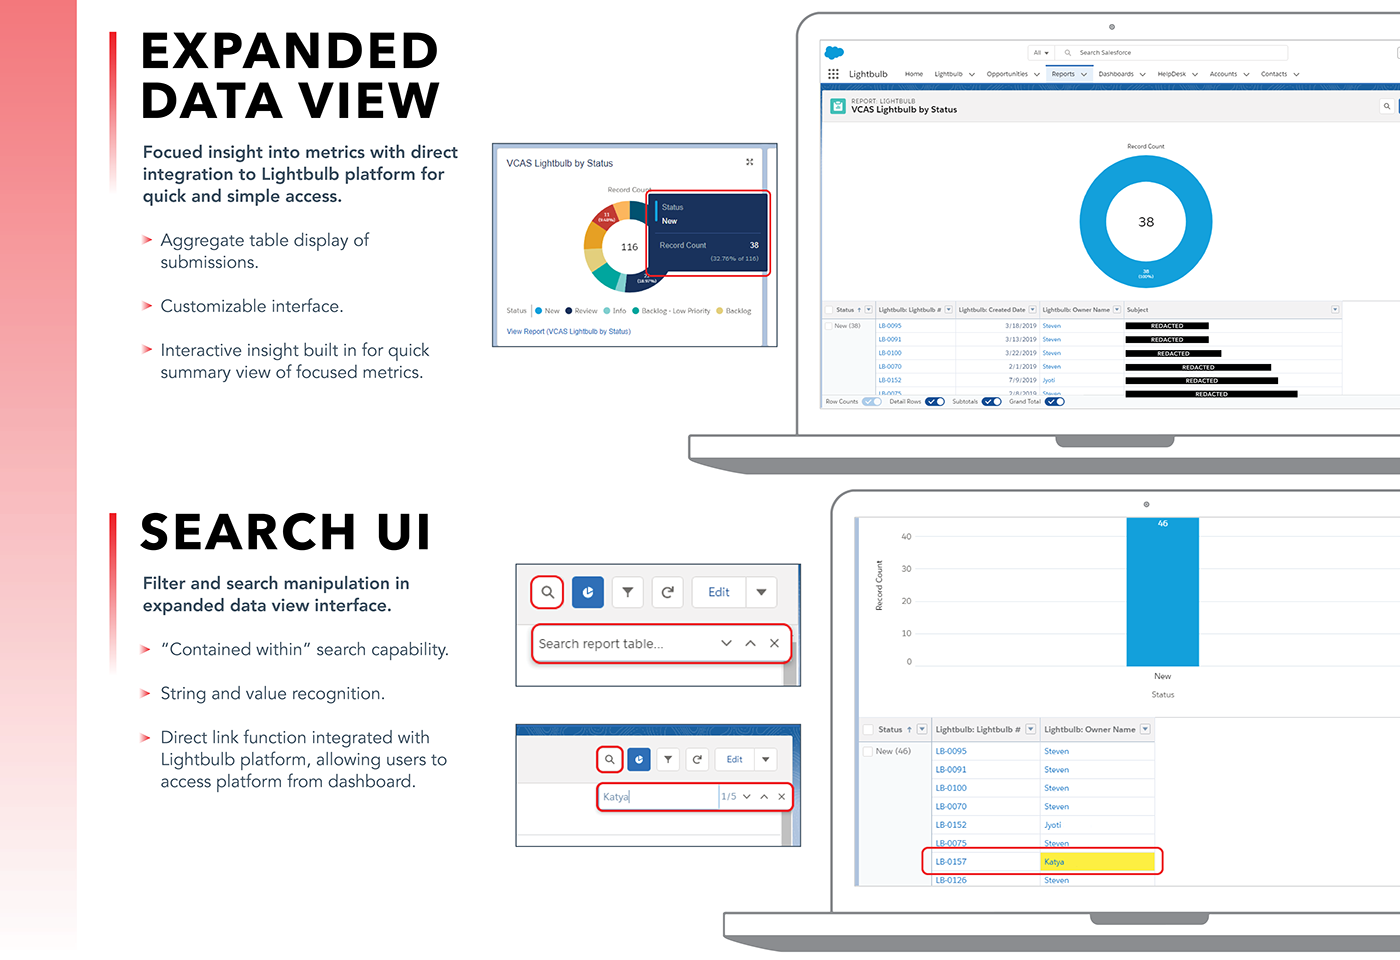 EXPANDED
DATA VIEW
Focued insight into metrics with direct
integration to Lightbulb platform for
quick and simple access.
Aggregate table display of
submissions.
Customizable interface.
Interactive insight built in for quick
summary view of focused metrics.
VCAS Lightbulb by Status
Record Count
116
11
(9.48%)
22
(18.97%)
Status
New
Record Count 38
(32.76% of 116)
Status New Review Info Backlog - Low Priority Backlog
View Report (VCAS Lightbulb by Status)
All Search Salesforce
Lightbulb Home Lightbulb Opportunities Reports Dashboards HelpDesk Accounts Contacts
REPORT: LIGHTBULB
VCAS Lightbulb by Status
Record Count
38
38
(100%)
Status ↑ Lightbulb: Lightbulb # Lightbulb: Created Date Lightbulb: Owner Name Subject
New (38) LB-0095 3/18/2019 Steven REDACTED
LB-0091 3/13/2019 Steven REDACTED
LB-0100 3/22/2019 Steven REDACTED
LB-0070 2/1/2019 Steven REDACTED
LB-0152 7/9/2019 Jyoti REDACTED
LB-0075 2/8/2019 Steven REDACTED
Row Counts Detail Rows Subtotals Grand Total
SEARCH UI
Filter and search manipulation in
expanded data view interface.
“Contained within” search capability.
String and value recognition.
Direct link function integrated with
Lightbulb platform, allowing users to
access platform from dashboard.
Edit
Search report table...
Edit
Katya 1/5
Record Count
40
30
20
10
0
46
New
Status
Status ↑ Lightbulb: Lightbulb # Lightbulb: Owner Name
New (46) LB-0095 Steven
LB-0091 Steven
LB-0100 Steven
LB-0070 Steven
LB-0152 Jyoti
LB-0075 Steven
LB-0157 Katya
LB-0126 Steven